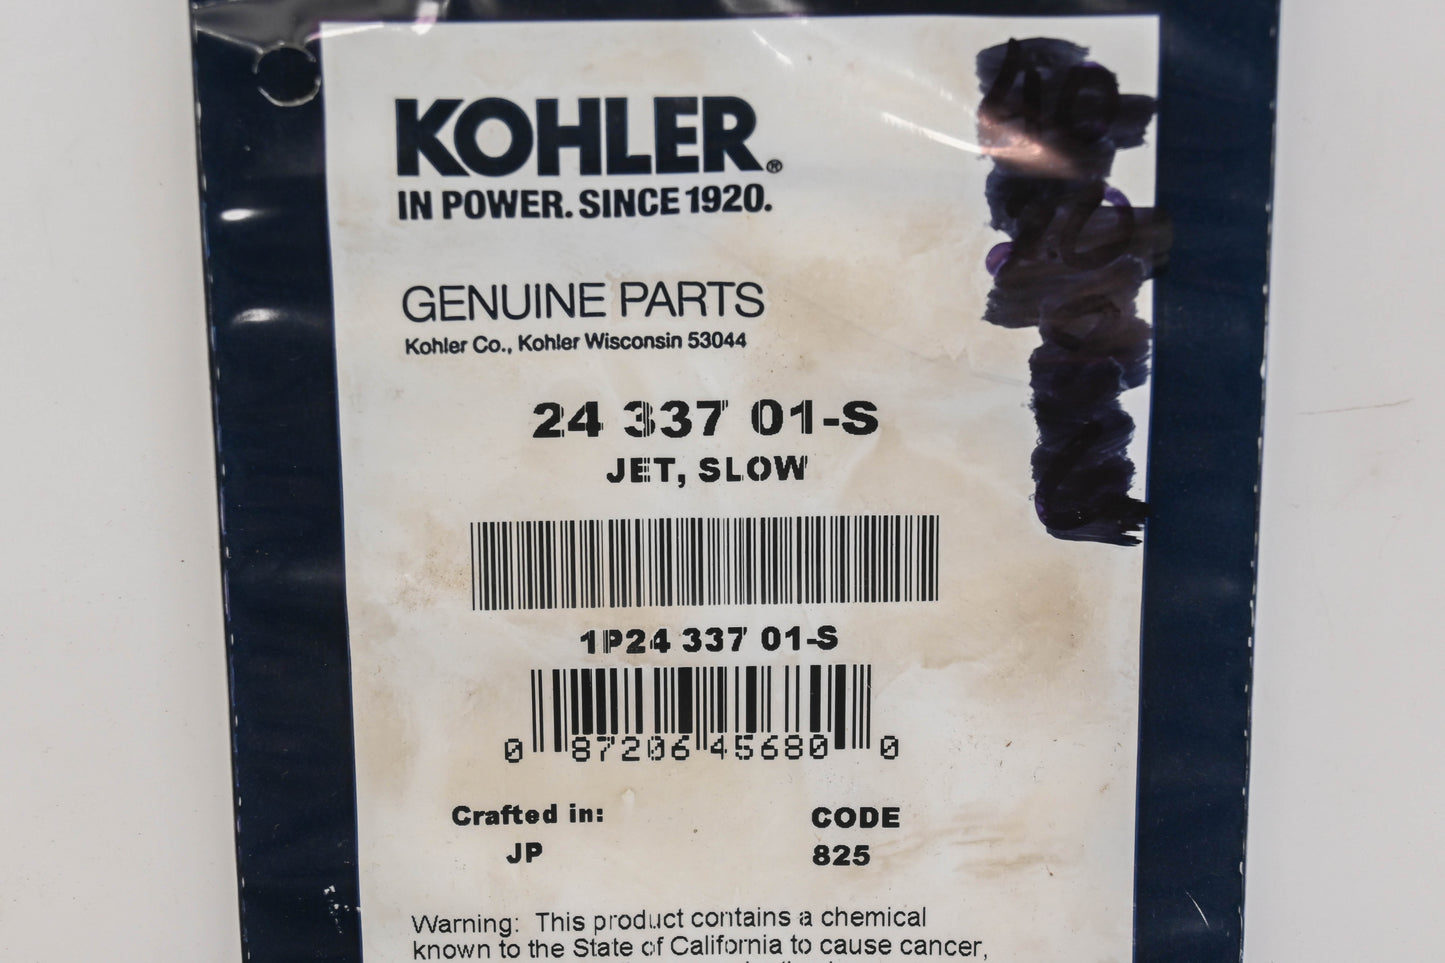 KOHLER®
IN POWER. SINCE 1920.
GENUINE PARTS
Kohler Co., Kohler Wisconsin 53044
24 337 01-S
JET, SLOW
1P24 337 01-S
0 87206 45680 0
Crafted in: CODE
JP 825
Warning: This product contains a chemical
known to the State of California to cause cancer,